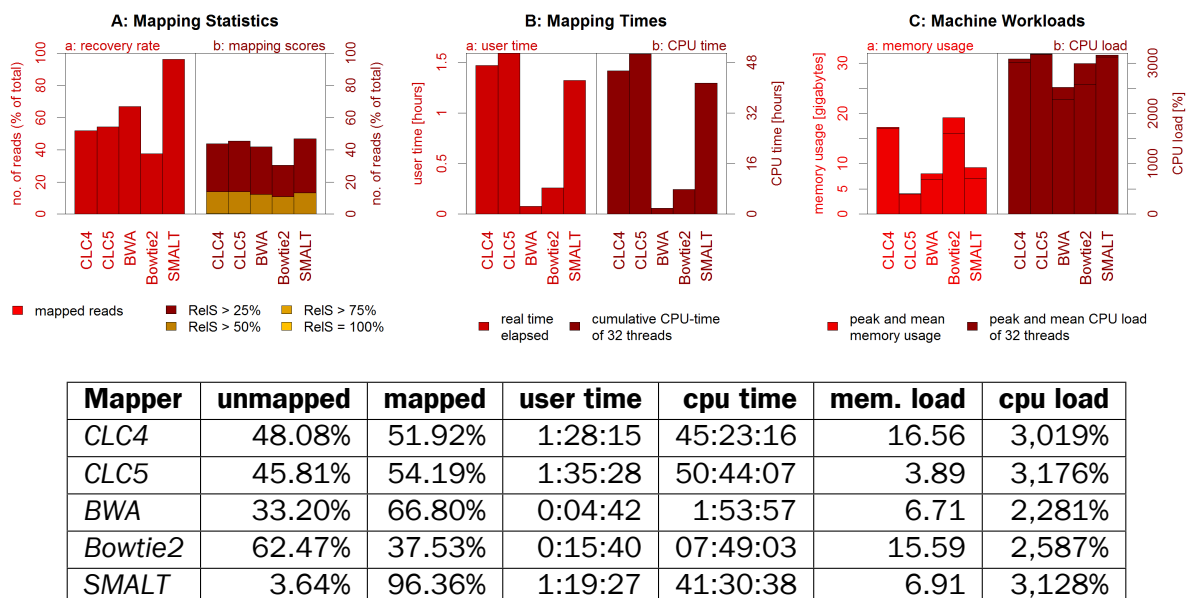 A: Mapping Statistics
a: recovery rate
b: mapping scores
no. of reads (% of total)
0 20 40 60 80 100
CLC4 CLC5 BWA Bowtie2 SMALT
CLC4 CLC5 BWA Bowtie2 SMALT
0 20 40 60 80 100
no. of reads (% of total)
mapped reads
RelS > 25%
RelS > 50%
RelS > 75%
RelS = 100%
B: Mapping Times
a: user time
b: CPU time
user time [hours]
0 0.5 1 1.5
CLC4 CLC5 BWA Bowtie2 SMALT
CLC4 CLC5 BWA Bowtie2 SMALT
0 16 32 48
CPU time [hours]
real time
elapsed
cumulative CPU-time
of 32 threads
C: Machine Workloads
a: memory usage
b: CPU load
memory usage [gigabytes]
0 5 10 20 30
CLC4 CLC5 BWA Bowtie2 SMALT
CLC4 CLC5 BWA Bowtie2 SMALT
0 1000 2000 3000
CPU load [%]
peak and mean
memory usage
peak and mean CPU load
of 32 threads
Mapper unmapped mapped user time cpu time mem. load cpu load
CLC4 48.08% 51.92% 1:28:15 45:23:16 16.56 3,019%
CLC5 45.81% 54.19% 1:35:28 50:44:07 3.89 3,176%
BWA 33.20% 66.80% 0:04:42 1:53:57 6.71 2,281%
Bowtie2 62.47% 37.53% 0:15:40 07:49:03 15.59 2,587%
SMALT 3.64% 96.36% 1:19:27 41:30:38 6.91 3,128%